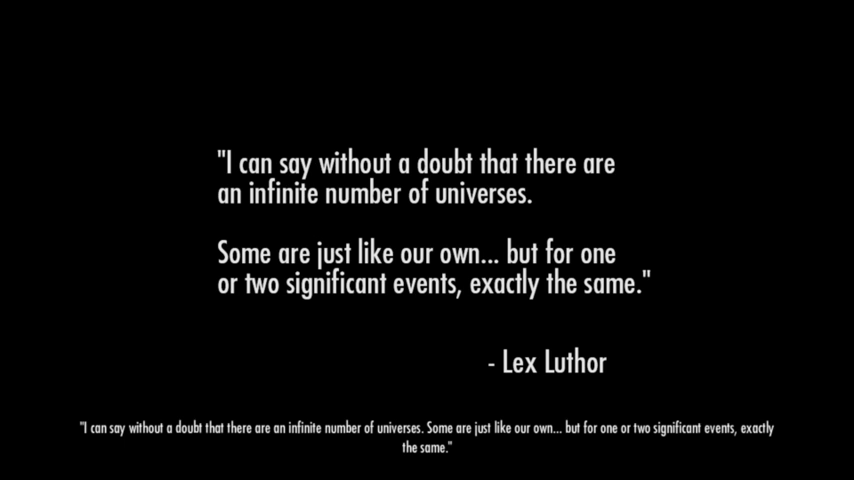 "I can say without a doubt that there are
an infinite number of universes.
Some are just like our own... but for one
or two significant events, exactly the same."
- Lex Luthor
"I can say without a doubt that there are an infinite number of universes. Some are just like our own... but for one or two significant events, exactly
the same."